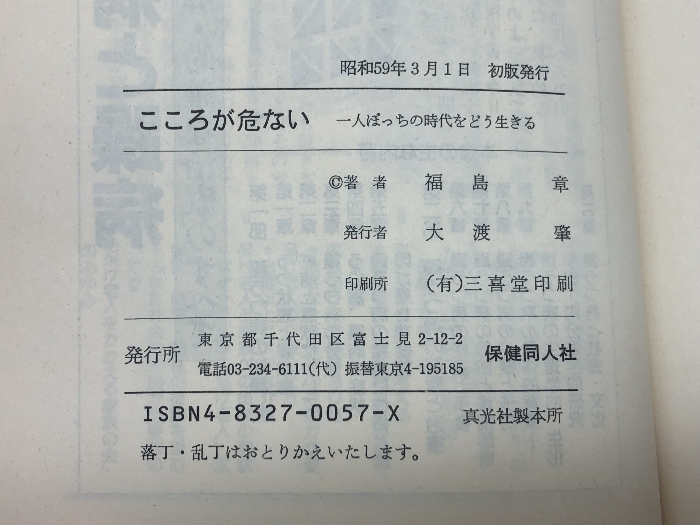 昭和59年3月1日 初版発行
こころが危ない 一人ぼっちの時代をどう生きる
©著者 福島 章
発行者 大渡 肇
印刷所 (有)三喜堂印刷
発行所 東京都千代田区富士見2-12-2 保健同人社
電話03-234-6111(代) 振替東京4-195185
ISBN4-8327-0057-X 真光社製本所
落丁・乱丁はおとりかえいたします。